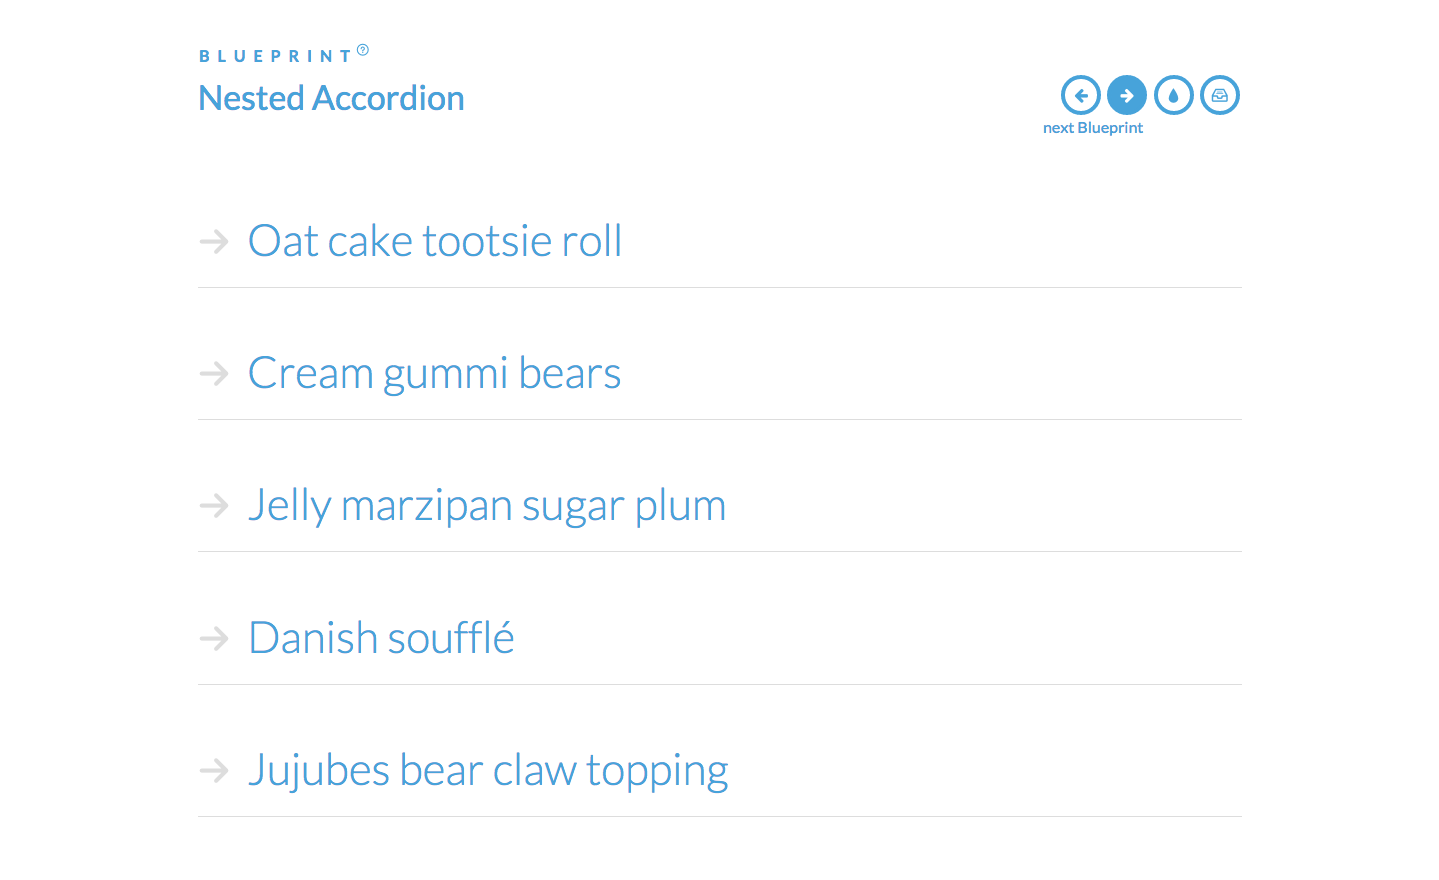 BLUEPRINT
Nested Accordion
next Blueprint
Oat cake tootsie roll
Cream gummi bears
Jelly marzipan sugar plum
Danish soufflé
Jujubes bear claw topping